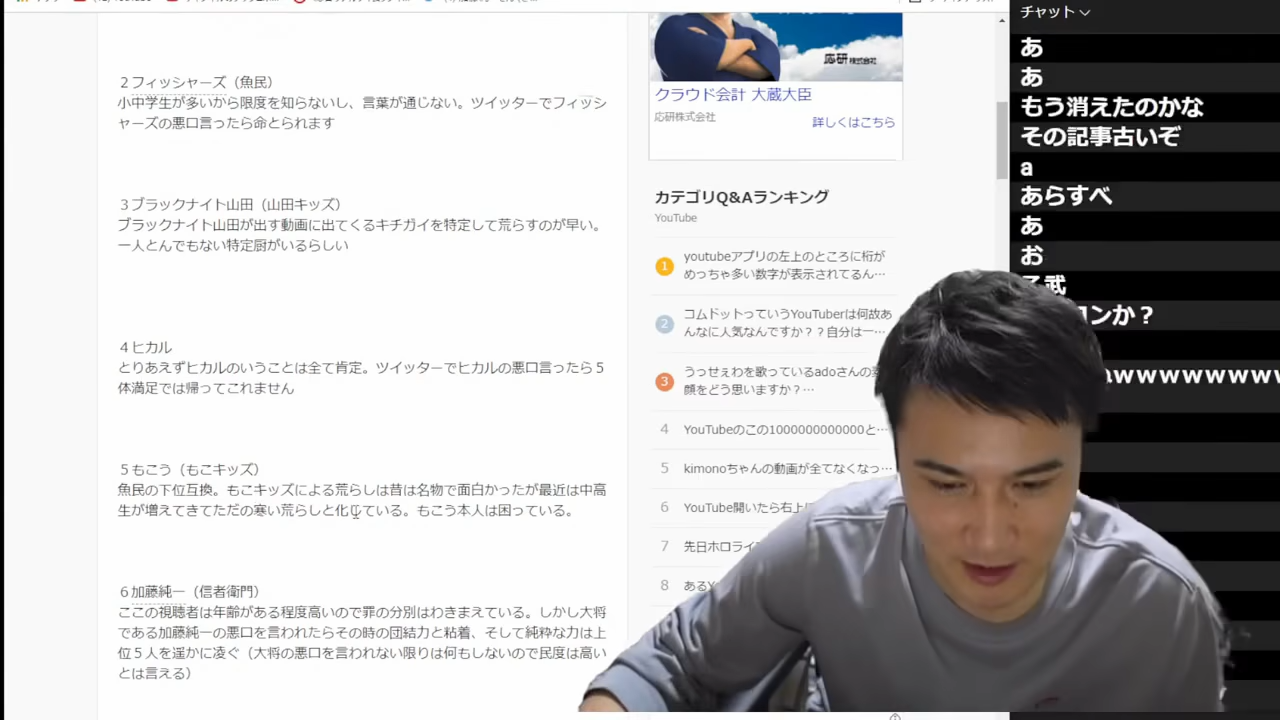 2フィッシャーズ（魚民）
小中学生が多いから限度を知らないし、言葉が通じない。ツイッターでフィッシ
ャーズの悪口言ったら命とられます
3ブラックナイト山田（山田キッズ）
ブラックナイト山田が出す動画に出てくるキチガイを特定して荒らすのが早い。
一人とんでもない特定厨がいるらしい
4ヒカル
とりあえずヒカルのいうことは全て肯定。ツイッターでヒカルの悪口言ったら５
体満足では帰ってこれません
5もこう（もこキッズ）
魚民の下位互換。もこキッズによる荒らしは昔は名物で面白かったが最近は中高
生が増えてきてただの寒い荒らしと化している。もこう本人は困っている。
6加藤純一（信者衛門）
ここの視聴者は年齢がある程度高いので罪の分別はわきまえている。しかし大将
である加藤純一の悪口を言われたらその時の団結力と粘着、そして純粋な力は上
位５人を遥かに凌ぐ（大将の悪口を言われない限りは何もしないので民度は高い
とは言える）
応研 株式会社
クラウド会計 大蔵大臣
応研株式会社
詳しくはこちら
カテゴリQ&Aランキング
YouTube
1 youtubeアプリの左上のところに桁が
めっちゃ多い数字が表示されてるん…
2 コムドットっていうYouTuberは何故あ
んなに人気なんですか？？自分は一…
3 うっせぇわを歌っているadoさんの素
顔をどう思いますか？…
4 YouTubeのこの1000000000000と…
5 kimonoちゃんの動画が全てなくなっ…
6 YouTube開いたら右上に
7 先日ホロライ
8 ある
チャット
あ
あ
もう消えたのかな
その記事古いぞ
a
あらすべ
あ
お
ンか？
wwwwwwww